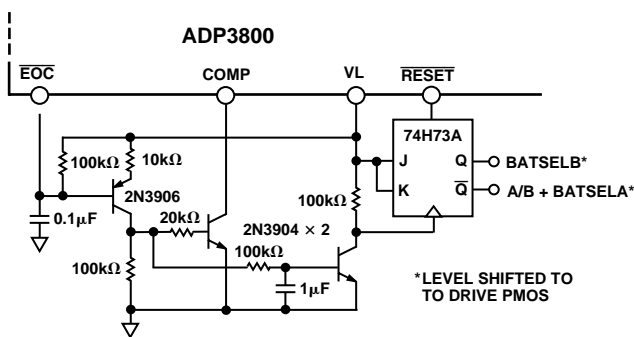 ADP3800
EOC COMP VL RESET
74H73A
100kΩ 10kΩ J Q BATSELB*
2N3906 100kΩ K Q A/B + BATSELA*
0.1μF 20kΩ 2N3904 × 2
100kΩ 100kΩ
1μF *LEVEL SHIFTED TO
TO DRIVE PMOS